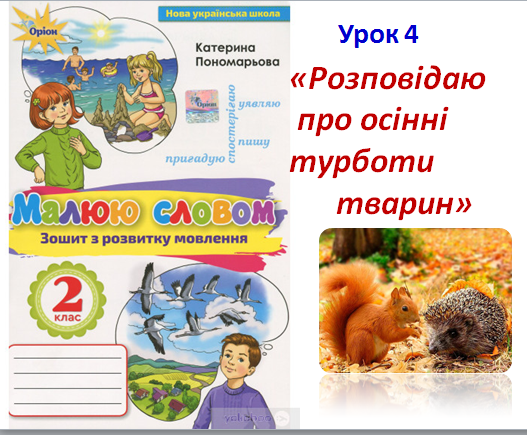 Нова українська школа
Оріон
Катерина
Пономарьова
Оріон
уявляю
спостерігаю
пишу
пригадую
Малюю словом
Зошит з розвитку мовлення
2
клас
Урок 4
«Розповідаю
про осінні
турботи
тварин»